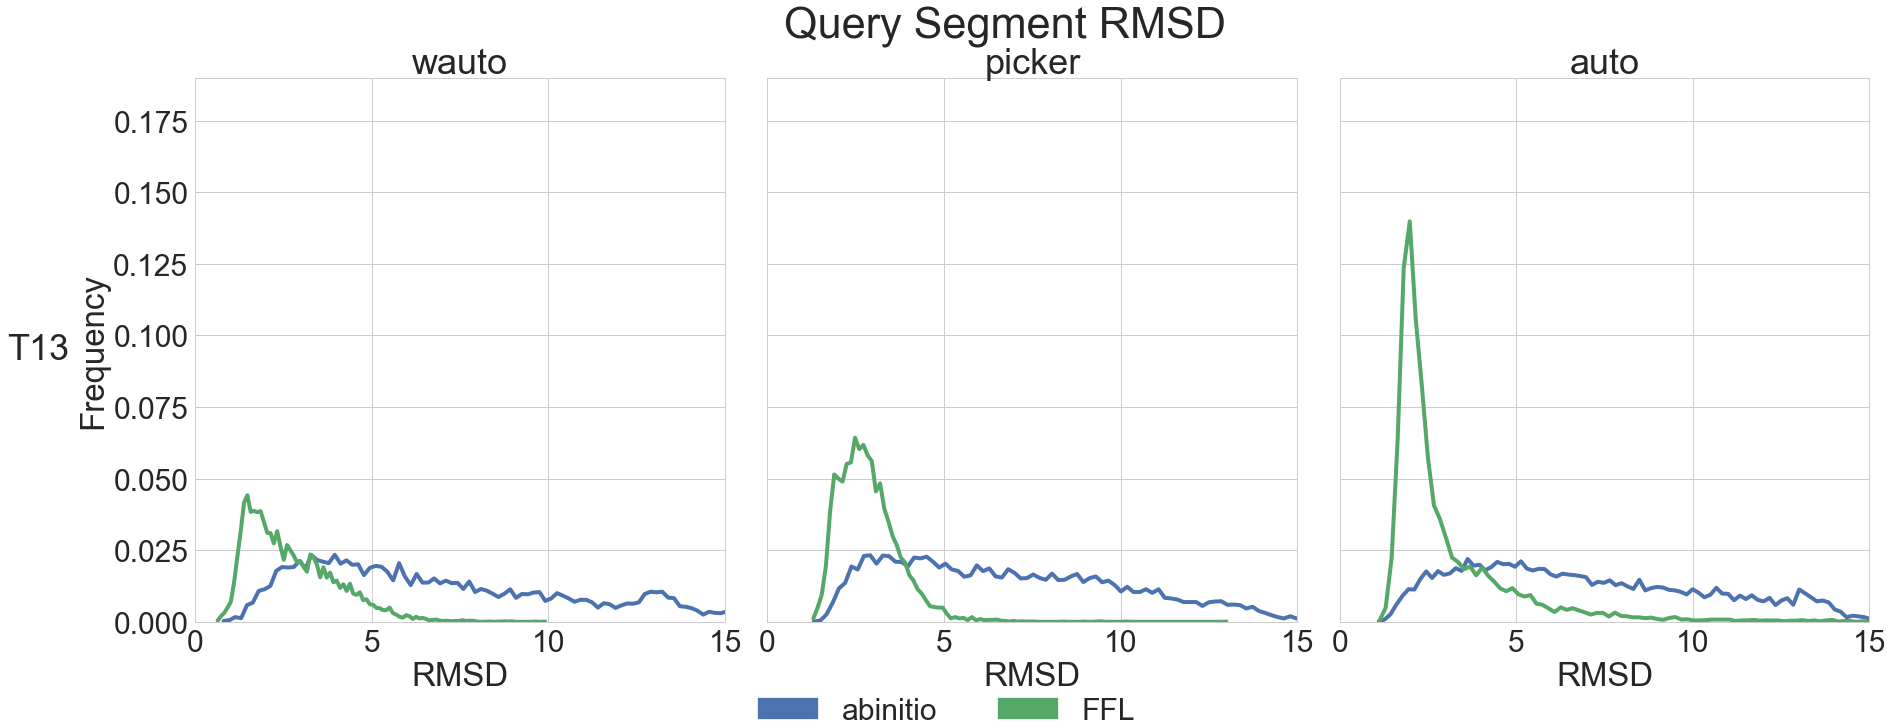 Query Segment RMSD
wauto picker auto
0.175
0.150
0.125
0.100
0.075
0.050
0.025
0.000
T13
Frequency
0 5 10 15 0 5 10 15 0 5 10 15
RMSD RMSD RMSD
abinitio FFL